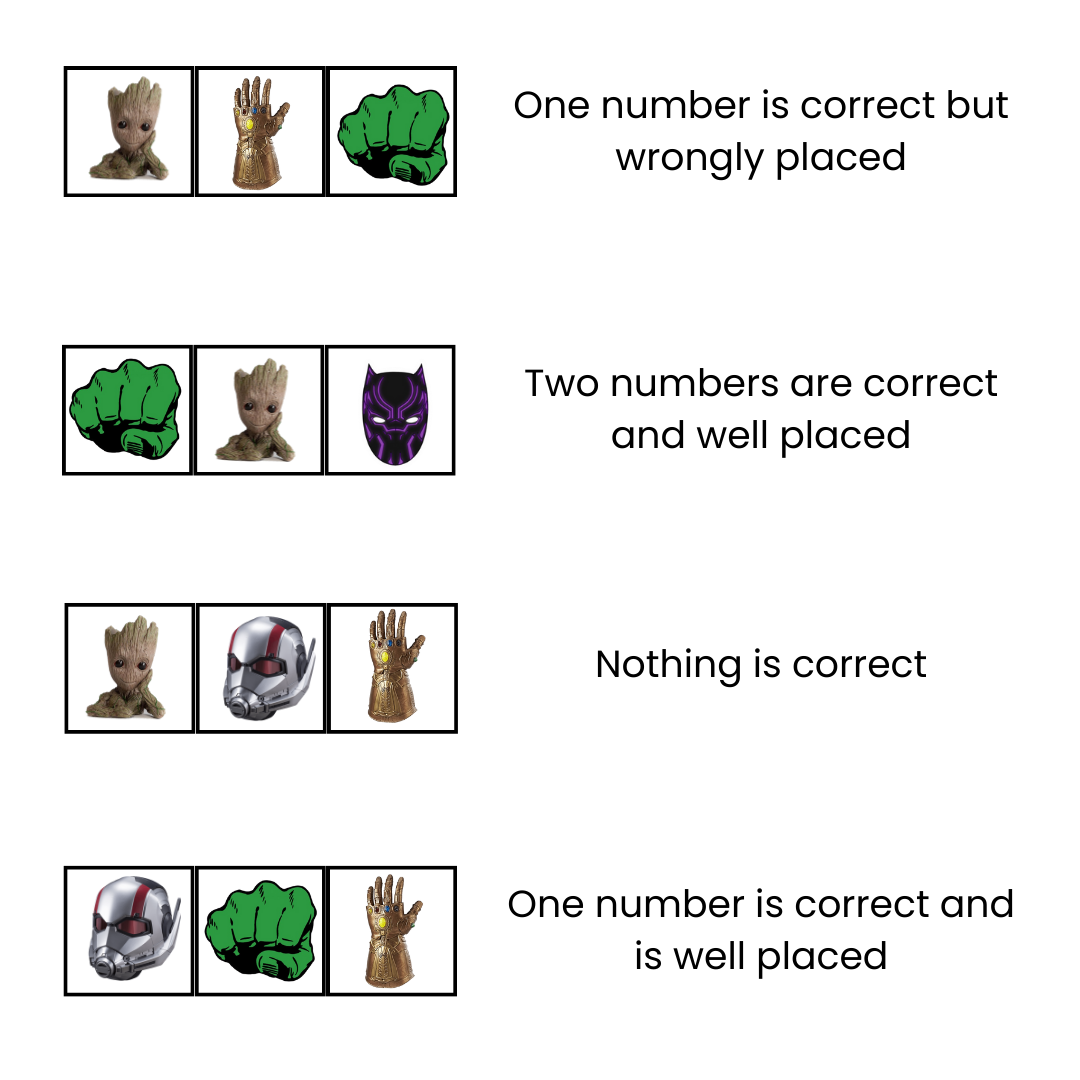 One number is correct but
wrongly placed
Two numbers are correct
and well placed
Nothing is correct
One number is correct and
is well placed